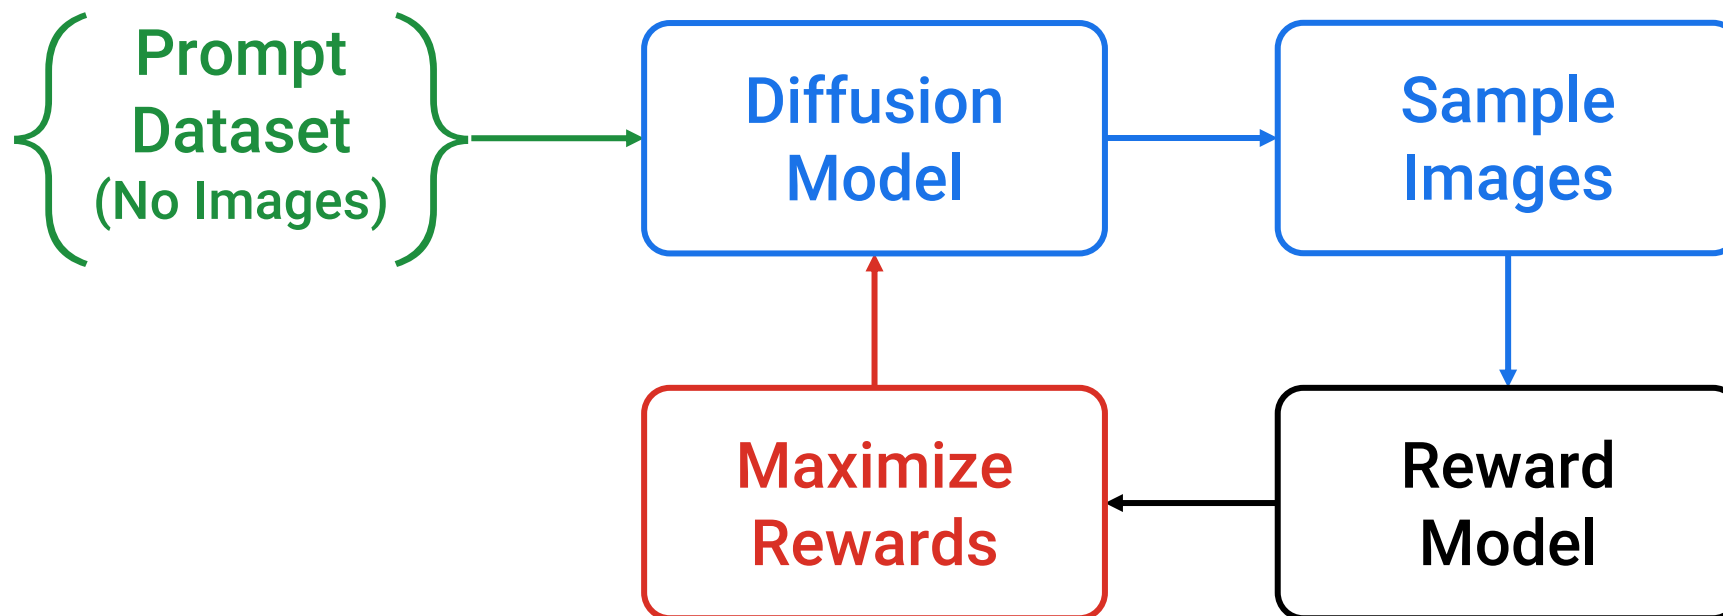 Prompt
Dataset
(No Images)
Diffusion
Model
Sample
Images
Maximize
Rewards
Reward
Model